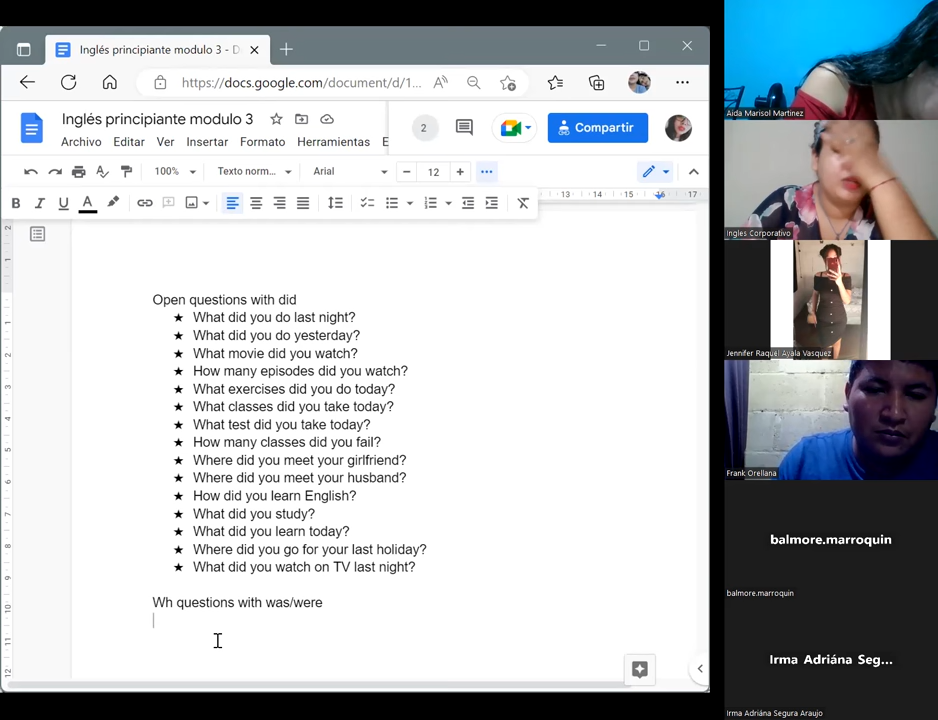 Inglés principiante modulo 3 - D
https://docs.google.com/document/d/1...
Inglés principiante modulo 3
Archivo Editar Ver Insertar Formato Herramientas E
2
Compartir
100% Texto norm... Arial 12
13 14 15 16 17
Open questions with did
★ What did you do last night?
★ What did you do yesterday?
★ What movie did you watch?
★ How many episodes did you watch?
★ What exercises did you do today?
★ What classes did you take today?
★ What test did you take today?
★ How many classes did you fail?
★ Where did you meet your girlfriend?
★ Where did you meet your husband?
★ How did you learn English?
★ What did you study?
★ What did you learn today?
★ Where did you go for your last holiday?
★ What did you watch on TV last night?
Wh questions with was/were
Aida Marisol Martinez
Ingles Corporativo
Jennifer Raquel Ayala Vasquez
Frank Orellana
balmore.marroquin
balmore.marroquin
Irma Adriána Seg...
Irma Adriána Segura Araujo